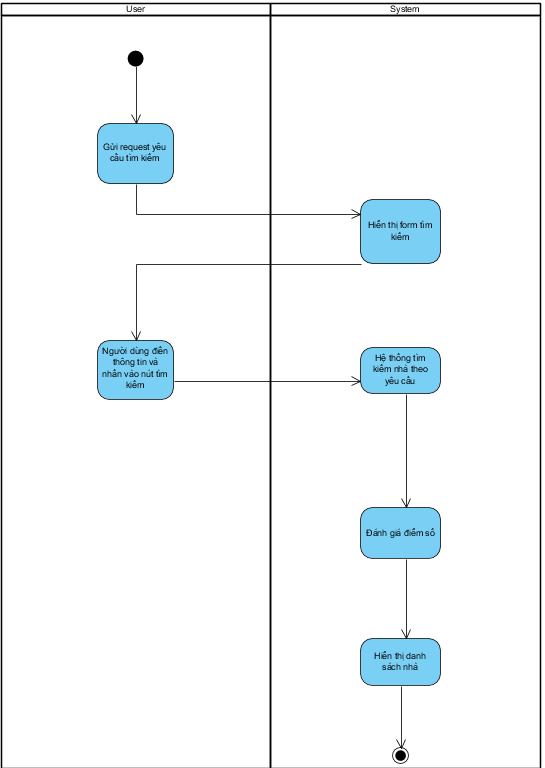 User
System
Gửi request yêu
cầu tìm kiếm
Hiển thị form tìm
kiếm
Người dùng điền
thông tin và
nhấn vào nút tìm
kiếm
Hệ thống tìm
kiếm nhà theo
yêu cầu
Đánh giá điểm số
Hiển thị danh
sách nhà